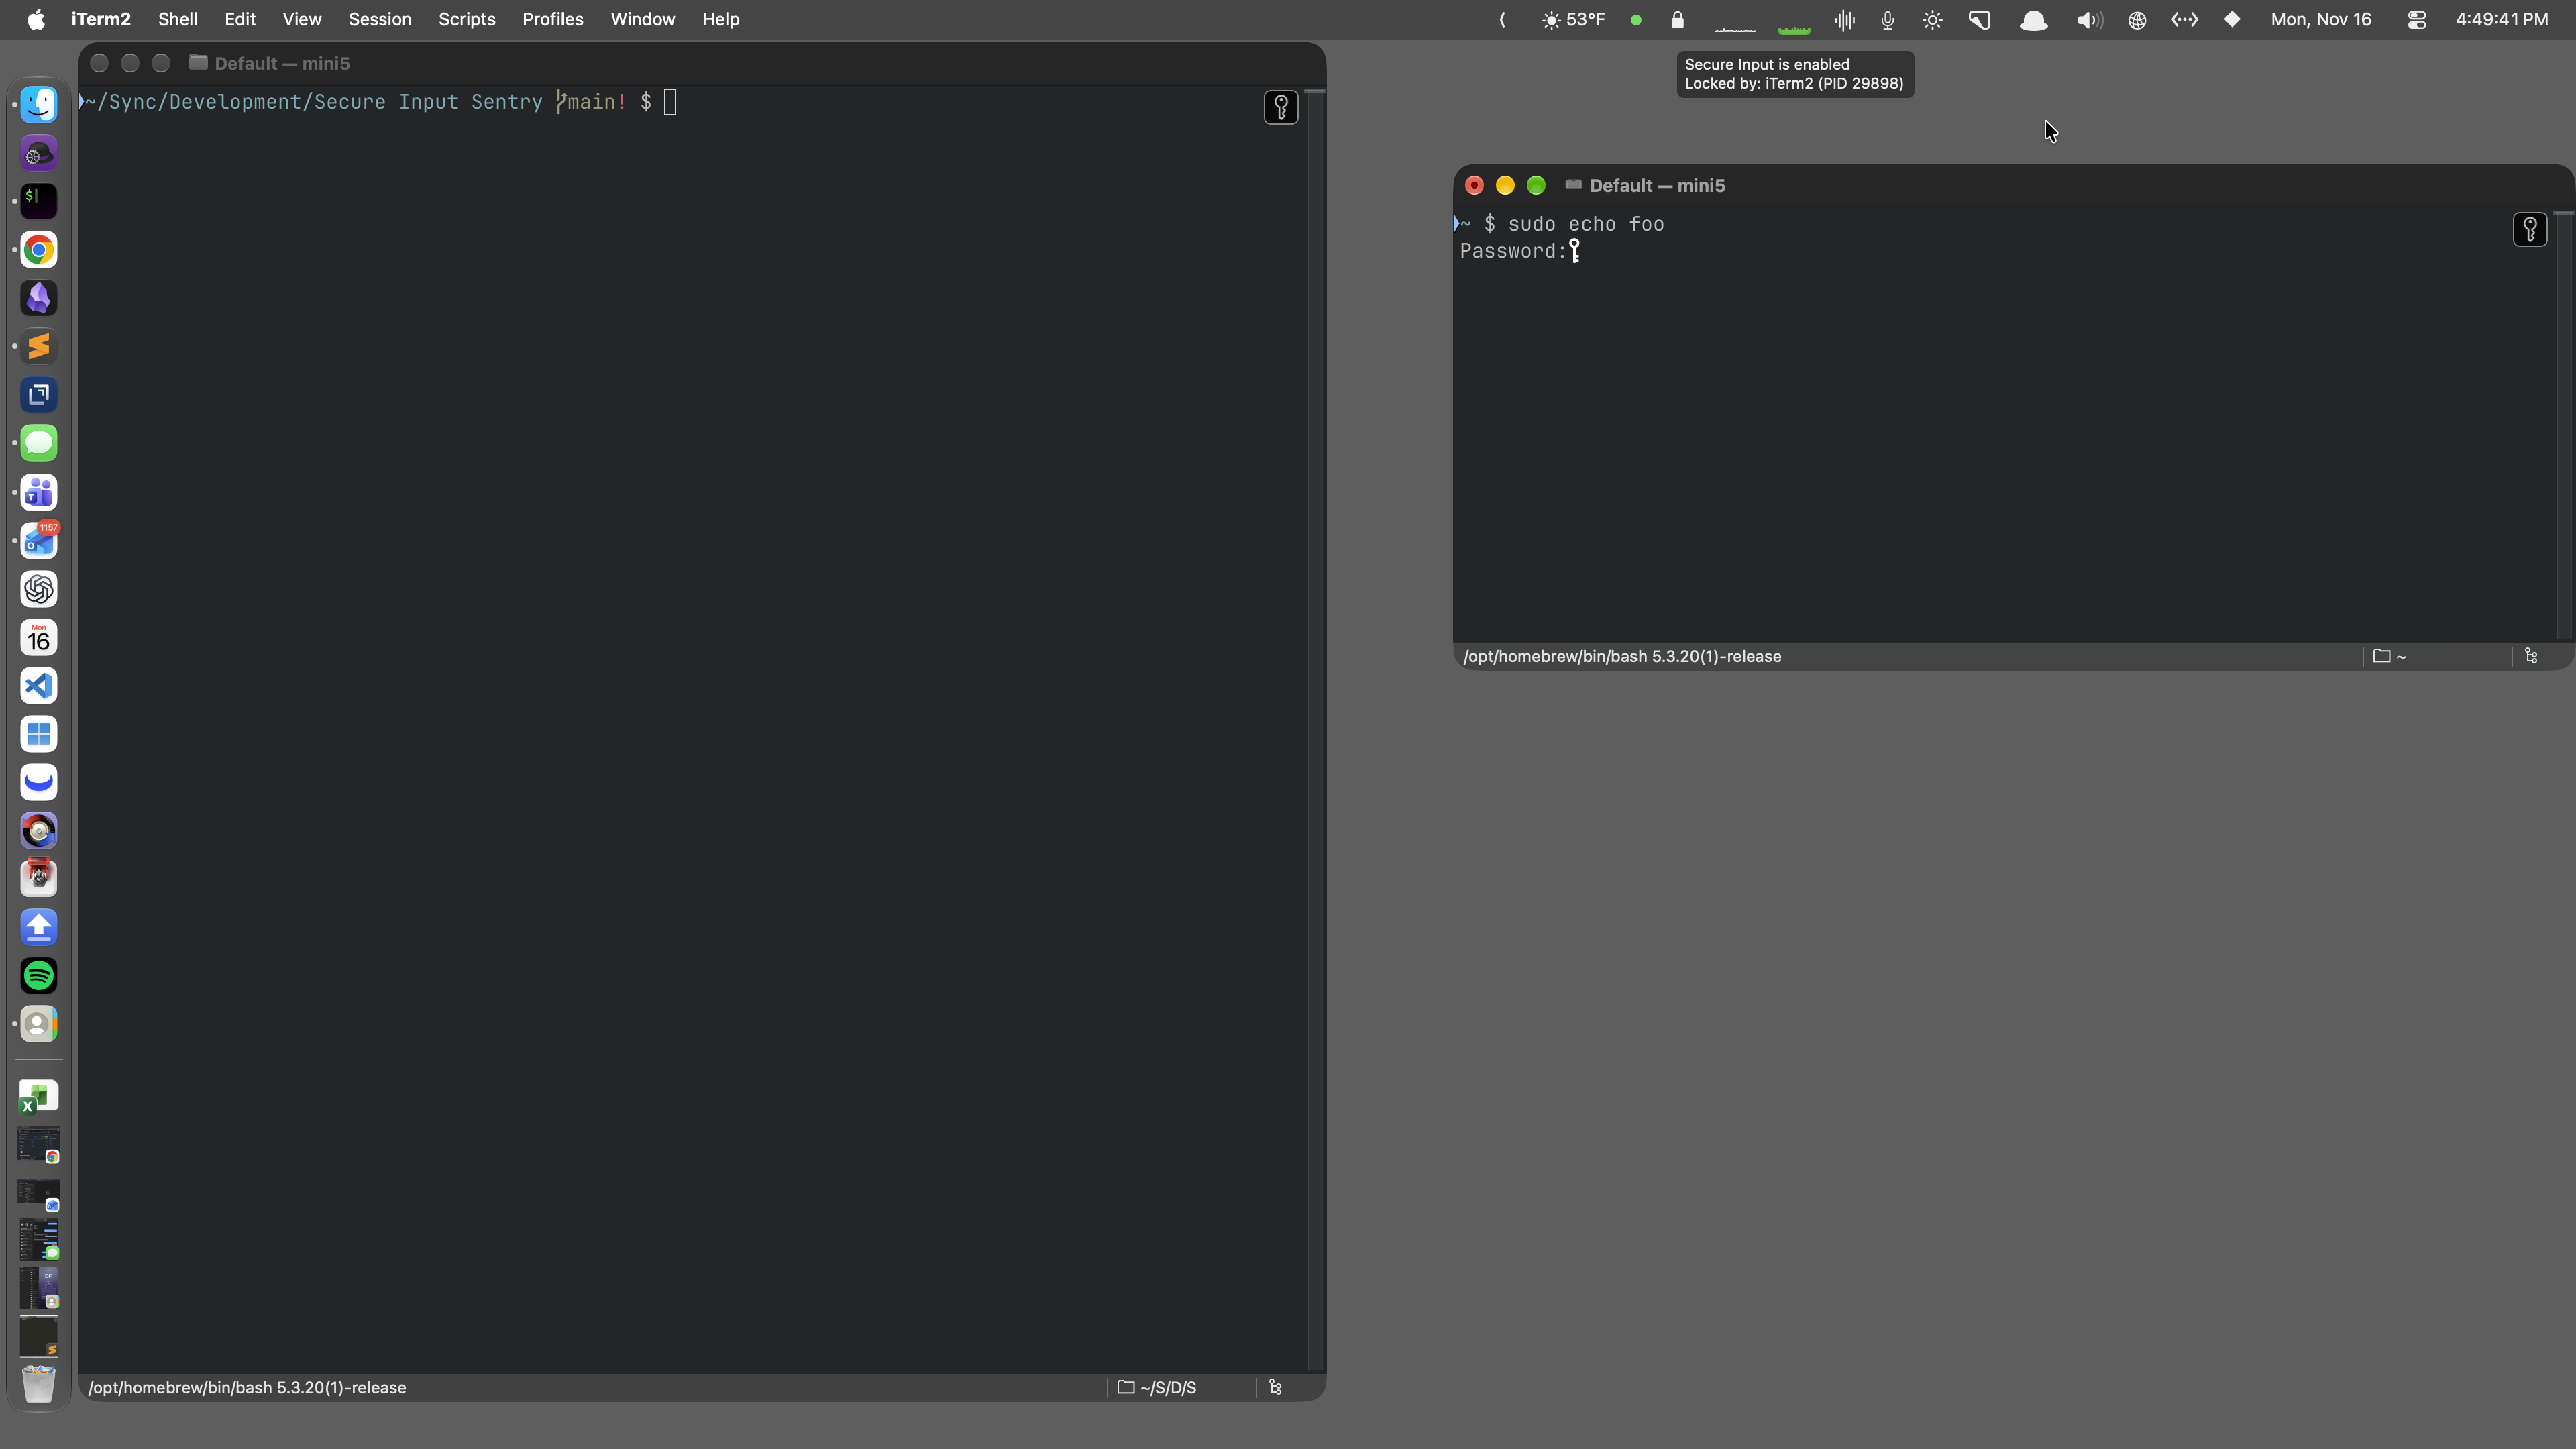 iTerm2 Shell Edit View Session Scripts Profiles Window Help 53°F Mon, Nov 16 4:49:41 PM
Secure Input is enabled
Locked by: iTerm2 (PID 29898)
Default — mini5
~/Sync/Development/Secure Input Sentry main! $
Default — mini5
~ $ sudo echo foo
Password:
/opt/homebrew/bin/bash 5.3.20(1)-release ~
$
T
1157
O
Mon
16
X
DF
/opt/homebrew/bin/bash 5.3.20(1)-release ~/S/D/S